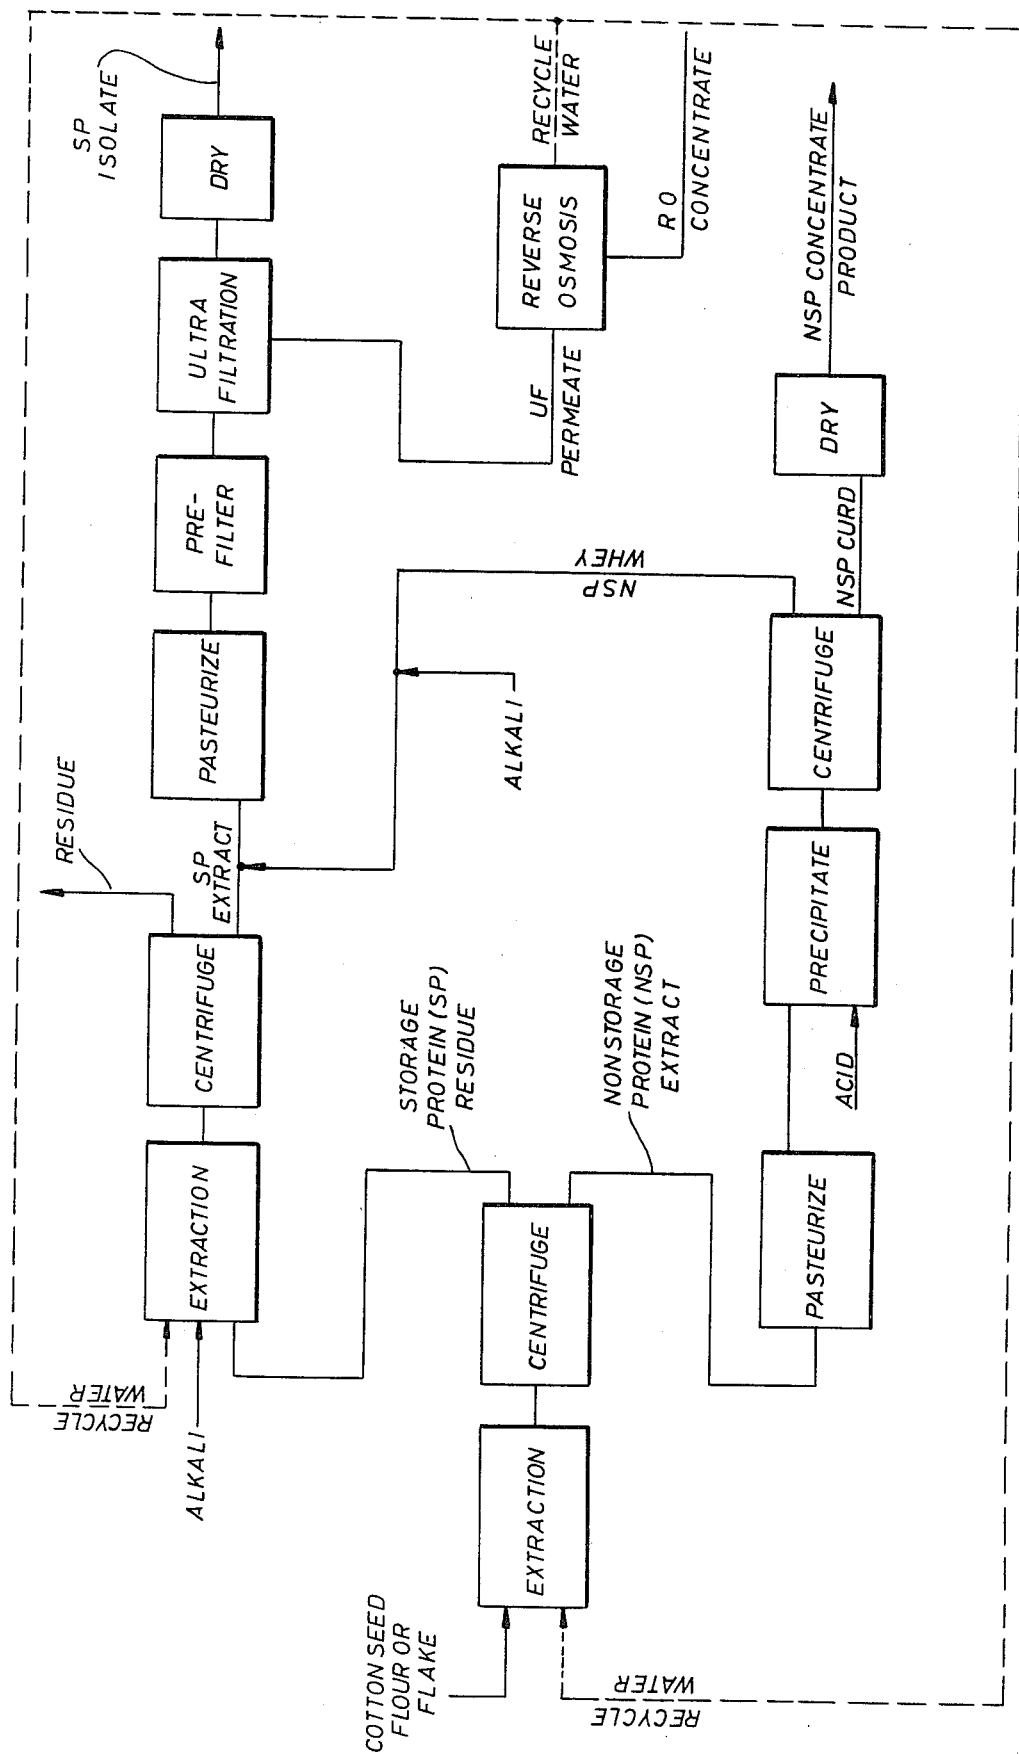 COTTON SEED
FLOUR OR
FLAKE
RECYCLE
WATER
EXTRACTION
CENTRIFUGE
STORAGE
PROTEIN (SP)
RESIDUE
NONSTORAGE
PROTEIN (NSP)
EXTRACT
ALKALI
RECYCLE
WATER
EXTRACTION
CENTRIFUGE
RESIDUE
SP
EXTRACT
PASTEURIZE
PRE-
FILTER
ULTRA
FILTRATION
DRY
SP
ISOLATE
UF
PERMEATE
REVERSE
OSMOSIS
RECYCLE
WATER
RO
CONCENTRATE
PASTEURIZE
ACID
PRECIPITATE
CENTRIFUGE
NSP
WHEY
ALKALI
NSP CURD
DRY
NSP CONCENTRATE
PRODUCT